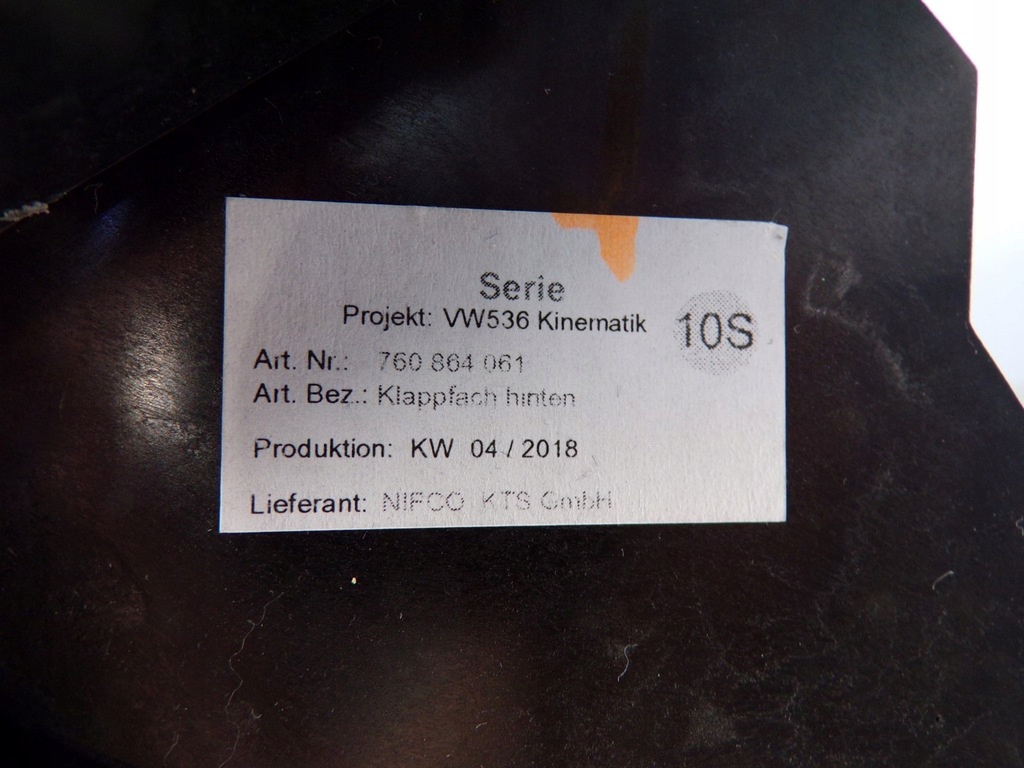 Serie
Projekt: VW536 Kinematik
10S
Art. Nr.: 760 864 061
Art. Bez.: Klappfach hinten
Produktion: KW 04 / 2018
Lieferant: NIFCO KTS GmbH